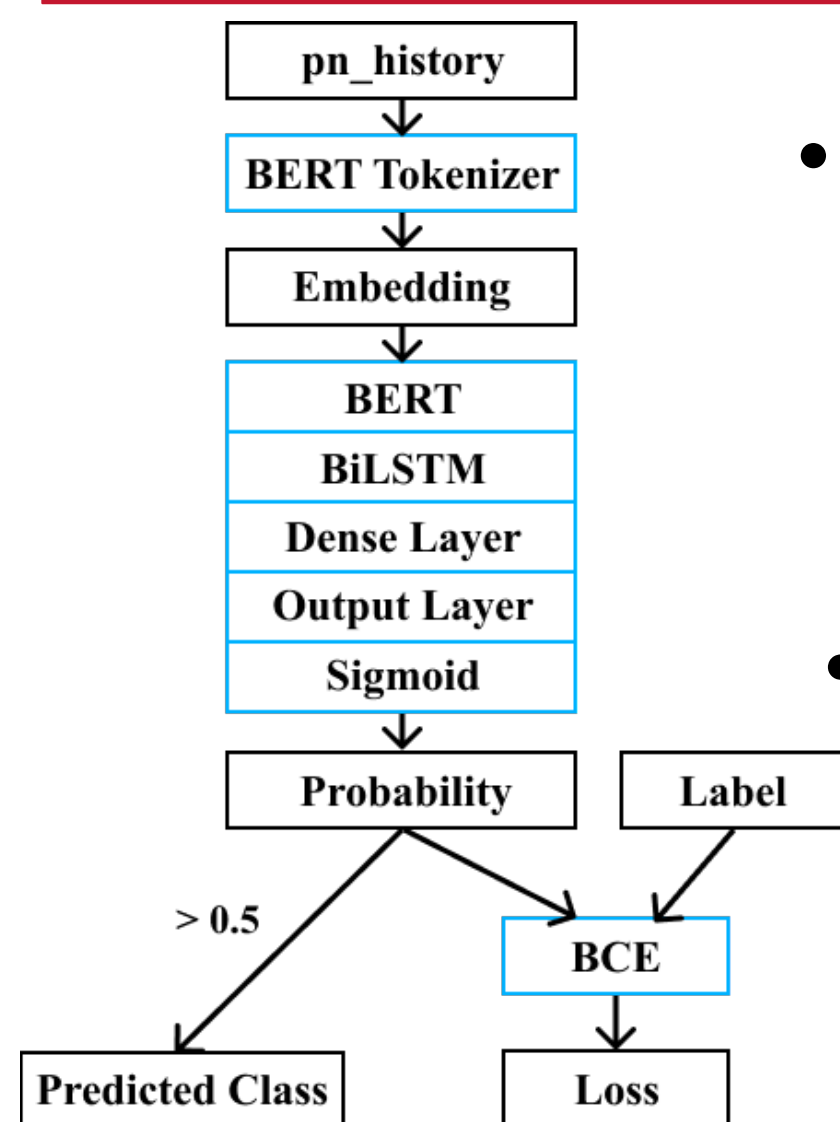 pn_history
BERT Tokenizer
Embedding
BERT
BiLSTM
Dense Layer
Output Layer
Sigmoid
Probability
Label
> 0.5
BCE
Predicted Class
Loss